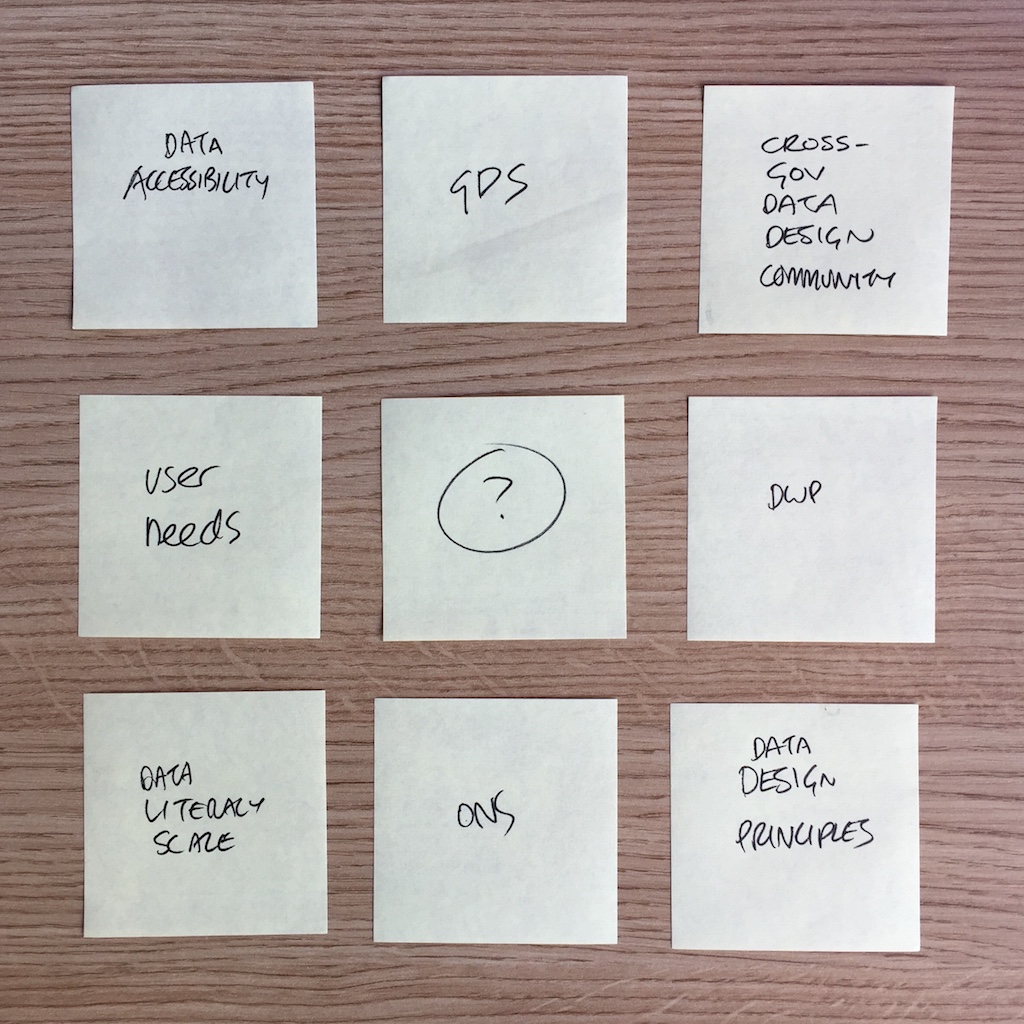 DATA
ACCESSIBILITY
GDS
CROSS-
GOV
DATA
DESIGN
COMMUNITY
user
needs
?
DWP
DATA
LITERACY
SCALE
ONS
DATA
DESIGN
PRINCIPLES